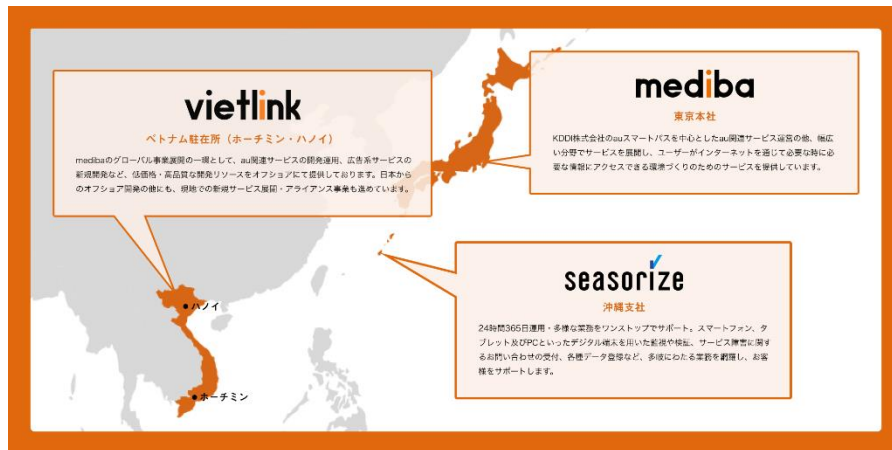 vietlink
ベトナム駐在所（ホーチミン・ハノイ）
medibaのグローバル事業展開の一環として、au関連サービスの開発運用、広告系サービスの
新規開発など、低価格・高品質な開発リソースをオフショアにて提供しております。日本から
のオフショア開発の他にも、現地での新規サービス展開・アライアンス事業も進めています。
mediba
東京本社
KDDI株式会社のauスマートパスを中心としたau関連サービス運営の他、幅広
い分野でサービスを展開し、ユーザーがインターネットを通じて必要な時に必
要な情報にアクセスできる環境づくりのためのサービスを提供しています。
seasorize
沖縄支社
24時間365日運用・多様な業務をワンストップでサポート。スマートフォン、タ
ブレット及びPCといったデジタル端末を用いた監視や検証、サービス障害に関す
るお問い合わせの受付、各種データ登録など、多岐にわたる業務を網羅し、お客
様をサポートします。
ハノイ
ホーチミン